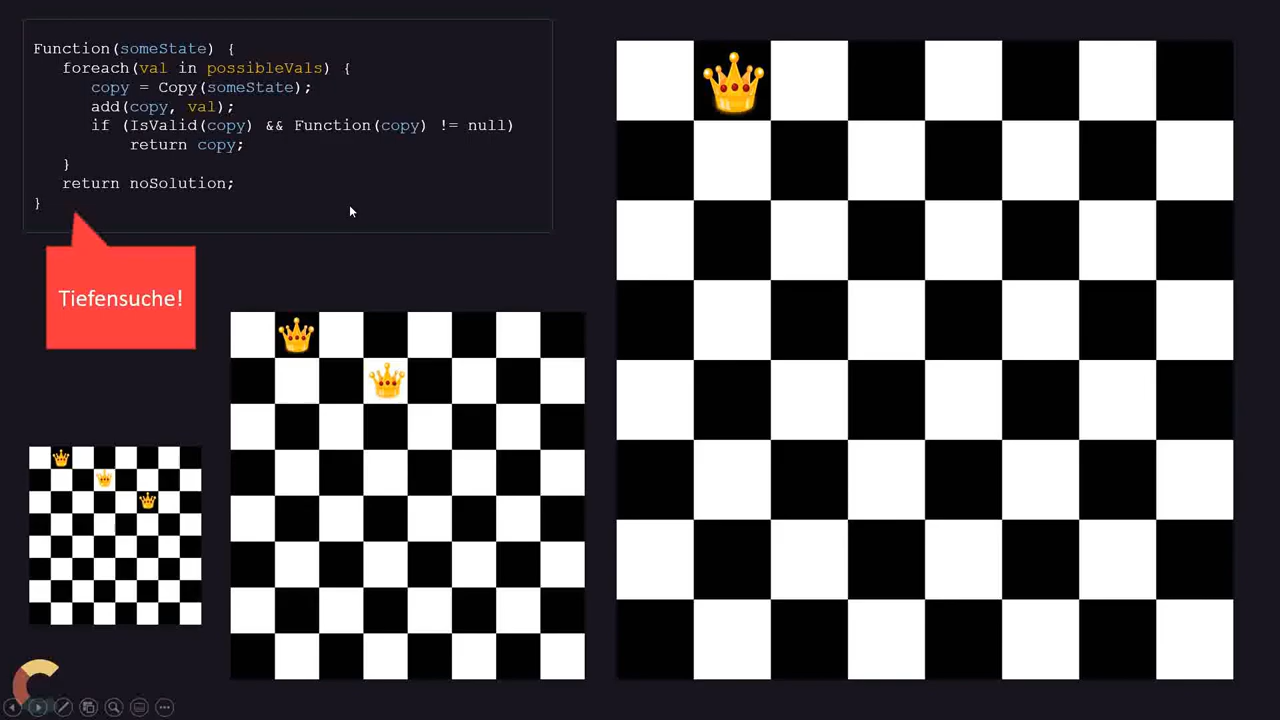 Function(someState) {
foreach(val in possibleVals) {
copy = Copy(someState);
add(copy, val);
if (IsValid(copy) && Function(copy) != null)
return copy;
}
return noSolution;
}
Tiefensuche!